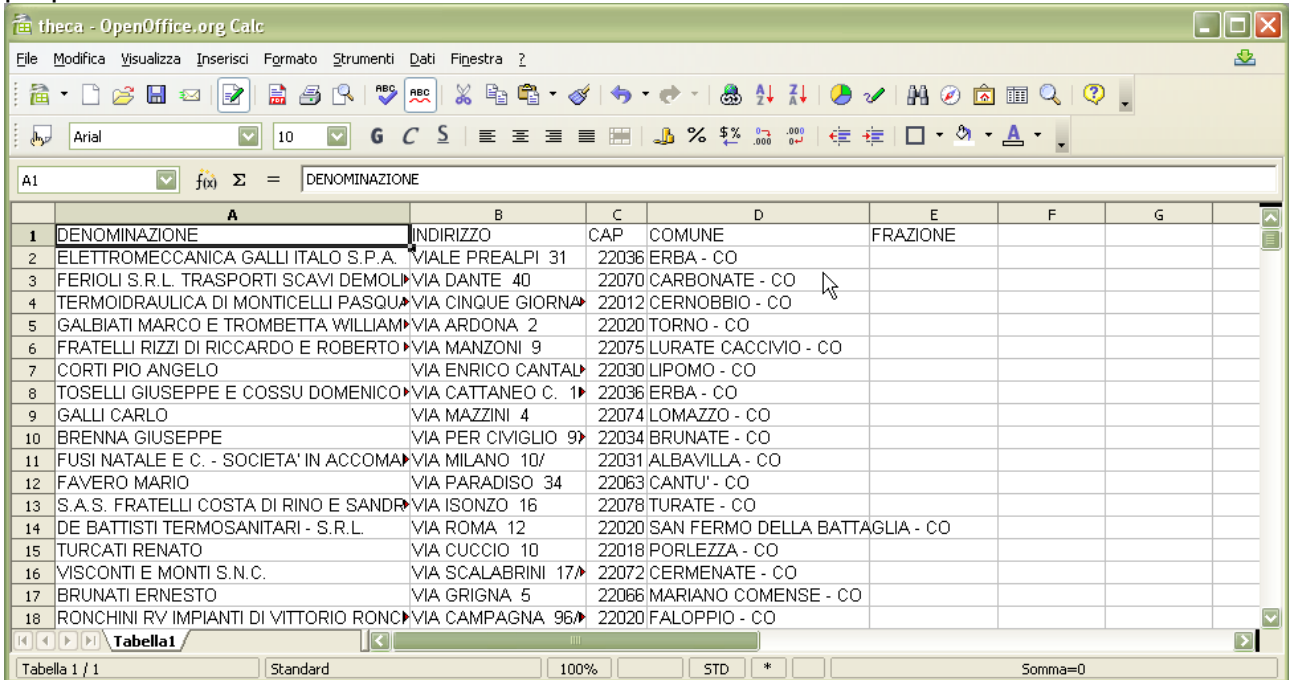 theca - OpenOffice.org Calc
File Modifica Visualizza Inserisci Formato Strumenti Dati Finestra ?
ABC ABC
Arial 10 G C S
A1 f(x) Σ = DENOMINAZIONE
A B C D E F G
1 DENOMINAZIONE INDIRIZZO CAP COMUNE FRAZIONE
2 ELETTROMECCANICA GALLI ITALO S.P.A. VIALE PREALPI 31 22036 ERBA - CO
3 FERIOLI S.R.L. TRASPORTI SCAVI DEMOLI VIA DANTE 40 22070 CARBONATE - CO
4 TERMOIDRAULICA DI MONTICELLI PASQUA VIA CINQUE GIORNA 22012 CERNOBBIO - CO
5 GALBIATI MARCO E TROMBETTA WILLIAM VIA ARDONA 2 22020 TORNO - CO
6 FRATELLI RIZZI DI RICCARDO E ROBERTO VIA MANZONI 9 22075 LURATE CACCIVIO - CO
7 CORTI PIO ANGELO VIA ENRICO CANTAL 22030 LIPOMO - CO
8 TOSELLI GIUSEPPE E COSSU DOMENICO VIA CATTANEO C. 1 22036 ERBA - CO
9 GALLI CARLO VIA MAZZINI 4 22074 LOMAZZO - CO
10 BRENNA GIUSEPPE VIA PER CIVIGLIO 22034 BRUNATE - CO
11 FUSI NATALE E C. - SOCIETA' IN ACCOMA VIA MILANO 10/ 22031 ALBAVILLA - CO
12 FAVERO MARIO VIA PARADISO 34 22063 CANTU' - CO
13 S.A.S. FRATELLI COSTA DI RINO E SANDR VIA ISONZO 16 22078 TURATE - CO
14 DE BATTISTI TERMOSANITARI - S.R.L. VIA ROMA 12 22020 SAN FERMO DELLA BATTAGLIA - CO
15 TURCATI RENATO VIA CUCCIO 10 22018 PORLEZZA - CO
16 VISCONTI E MONTI S.N.C. VIA SCALABRINI 17/ 22072 CERMENATE - CO
17 BRUNATI ERNESTO VIA GRIGNA 5 22066 MARIANO COMENSE - CO
18 RONCHINI RV IMPIANTI DI VITTORIO RONC VIA CAMPAGNA 96/ 22020 FALOPPIO - CO
Tabella1
Tabella 1 / 1 Standard 100% STD * Somma=0